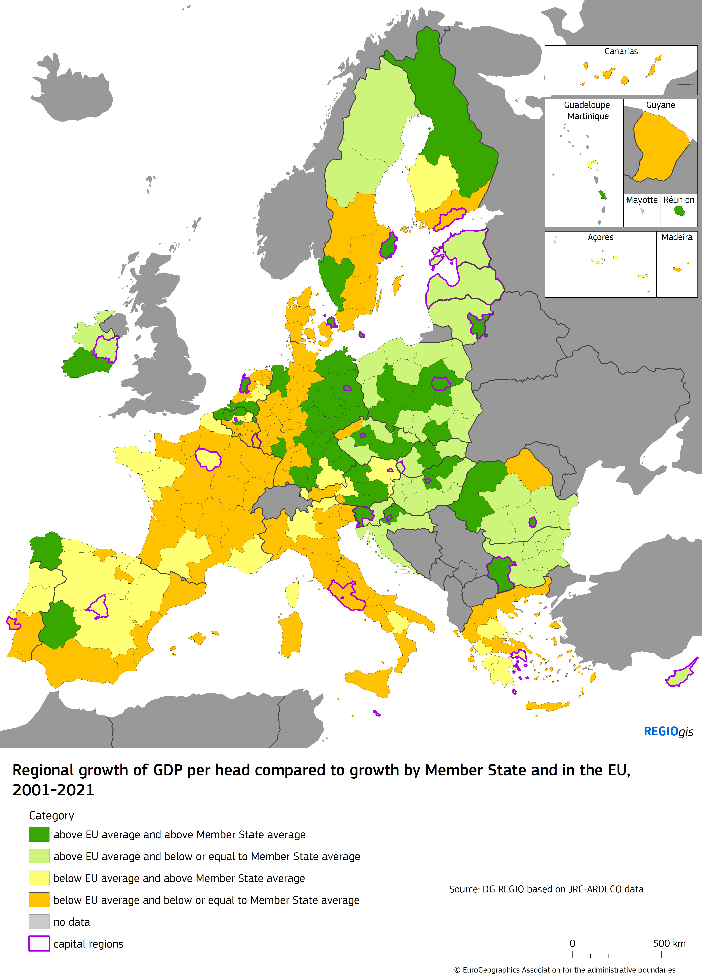 Canarias
Guadeloupe
Martinique
Guyane
Mayotte
Réunion
Açores
Madeira
REGIOgis
Regional growth of GDP per head compared to growth by Member State and in the EU,
2001-2021
Category
above EU average and above Member State average
above EU average and below or equal to Member State average
below EU average and above Member State average
below EU average and below or equal to Member State average
no data
capital regions
Source: DG REGIO based on JRC-ARDECO data
0 500 km
© EuroGeographics Association for the administrative boundaries